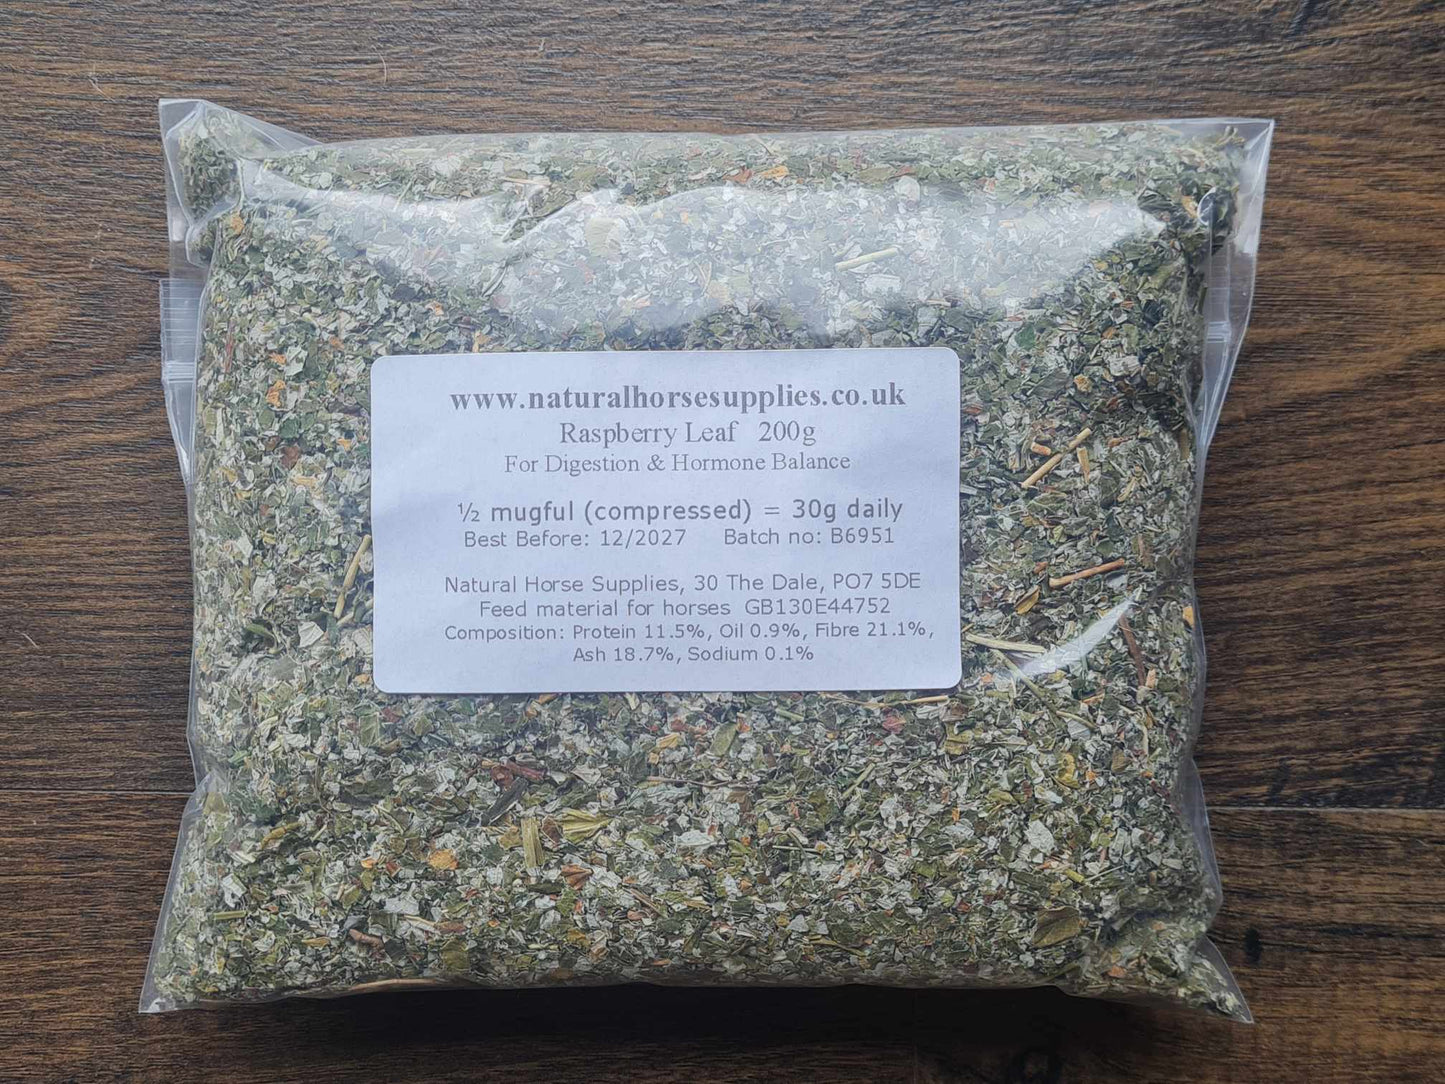 www.naturalhorsesupplies.co.uk
Raspberry Leaf 200g
For Digestion & Hormone Balance
½ mugful (compressed) = 30g daily
Best Before: 12/2027 Batch no: B6951
Natural Horse Supplies, 30 The Dale, PO7 5DE
Feed material for horses GB130E44752
Composition: Protein 11.5%, Oil 0.9%, Fibre 21.1%,
Ash 18.7%, Sodium 0.1%